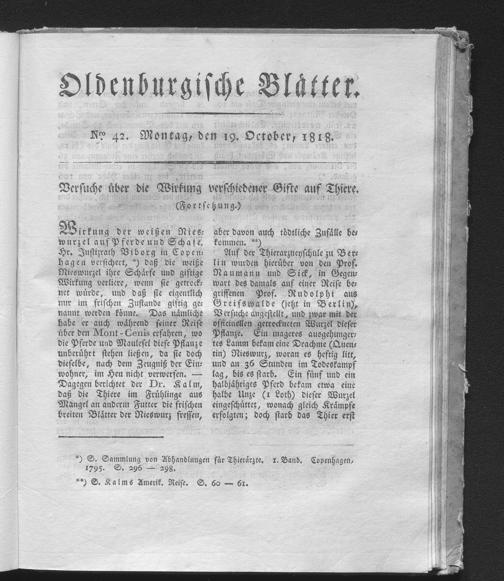 Oldenburgische Blätter.
No. 42. Montag, den 19. October, 1818.
Versuche über die Wirkung verschiedener Gifte auf Thiere.
(Fortsetzung.)
Wirkung der weißen Nies-
wurzel auf Pferde und Schafe.
Hr. Justizrath Viborg in Copen-
hagen versichert, *) daß die weiße
Nieswurzel ihre Schärfe und giftige
Wirkung verliere, wenn sie getrock-
net würde, und daß sie eigentlich
nur im frischen Zustande giftig ge-
nannt werden könne. Das nämliche
habe er auch während seiner Reise
über den Mont-Cenis erfahren, wo
die Pferde und Maulesel diese Pflanze
unberührt stehen ließen, da sie doch
dieselbe, nach dem Zeugniß der Ein-
wohner, im Heu nicht verwerfen. —
Dagegen berichtet der Dr. Kalm,
daß die Thiere im Frühlinge aus
Mangel an anderm Futter die frischen
breiten Blätter der Nieswurz fressen,
aber davon auch tödtliche Zufälle be-
kommen. **)
Auf der Thierarzneyschule zu Ber-
lin wurden hierüber von den Prof.
Naumann und Sick, in Gegen-
wart des damals auf einer Reise be-
griffenen Prof. Rudolphi aus
Greifswalde (jetzt in Berlin),
Versuche angestellt, und zwar mit der
officinellen getrockneten Wurzel dieser
Pflanze. Ein mageres ausgehunger-
tes Lamm bekam eine Drachme (Quen-
tin) Nieswurz, woran es heftig litt,
und an 36 Stunden im Todeskampf
lag, bis es starb. Ein fünf und ein
halbjähriges Pferd bekam etwa eine
halbe Unze (1 Loth) dieser Wurzel
eingeschüttet, wonach gleich Krämpfe
erfolgten; doch starb das Thier erst
*) S. Sammlung von Abhandlungen für Thierärzte. 1. Band. Copenhagen,
1795. S. 296 — 298.
**) S. Kalms Amerik. Reise. S. 60 — 61.